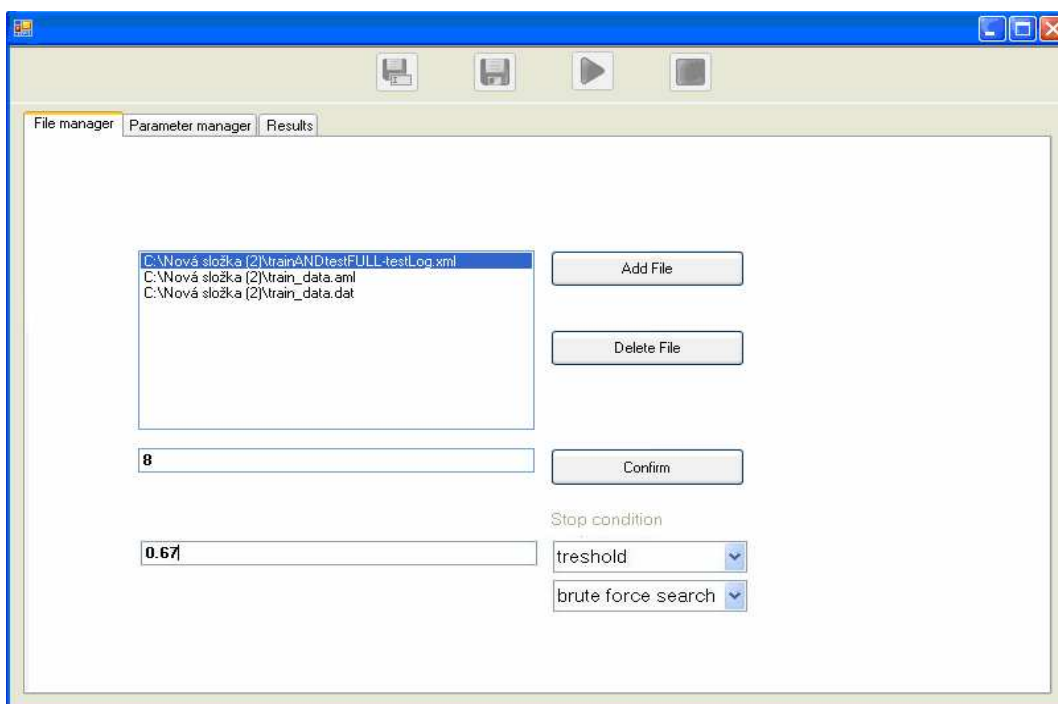 File manager Parameter manager Results
C:\Nová složka (2)\trainANDtestFULL-testLog.xml
C:\Nová složka (2)\train_data.aml
C:\Nová složka (2)\train_data.dat
Add File
Delete File
8
Confirm
Stop condition
0.67
treshold
brute force search